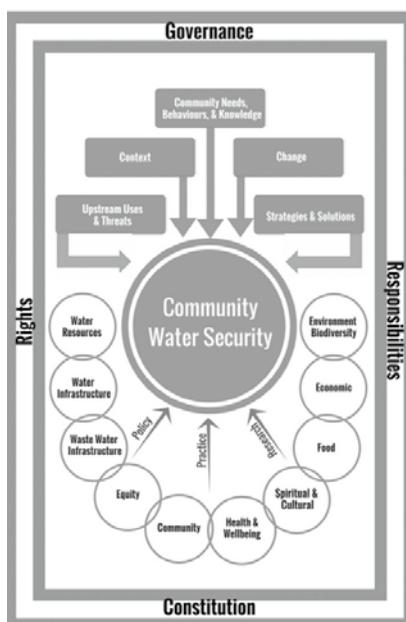 Governance
Community Needs,
Behaviours, & Knowledge
Context
Change
Upstream Uses
& Threats
Strategies & Solutions
Rights
Responsibilities
Community
Water Security
Water
Resources
Environment
Biodiversity
Water
Infrastructure
Economic
Waste Water
Infrastructure
Food
Policy
Practice
Research
Equity
Spiritual &
Cultural
Community
Health &
Wellbeing
Constitution